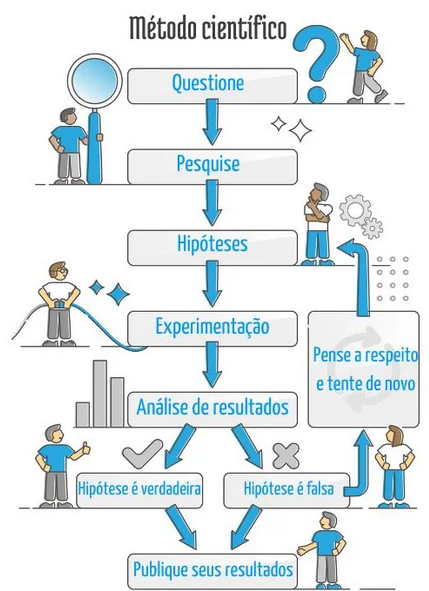 Método científico
Questione
Pesquise
Hipóteses
Experimentação
Pense a respeito
e tente de novo
Análise de resultados
Hipótese é verdadeira
Hipótese é falsa
Publique seus resultados